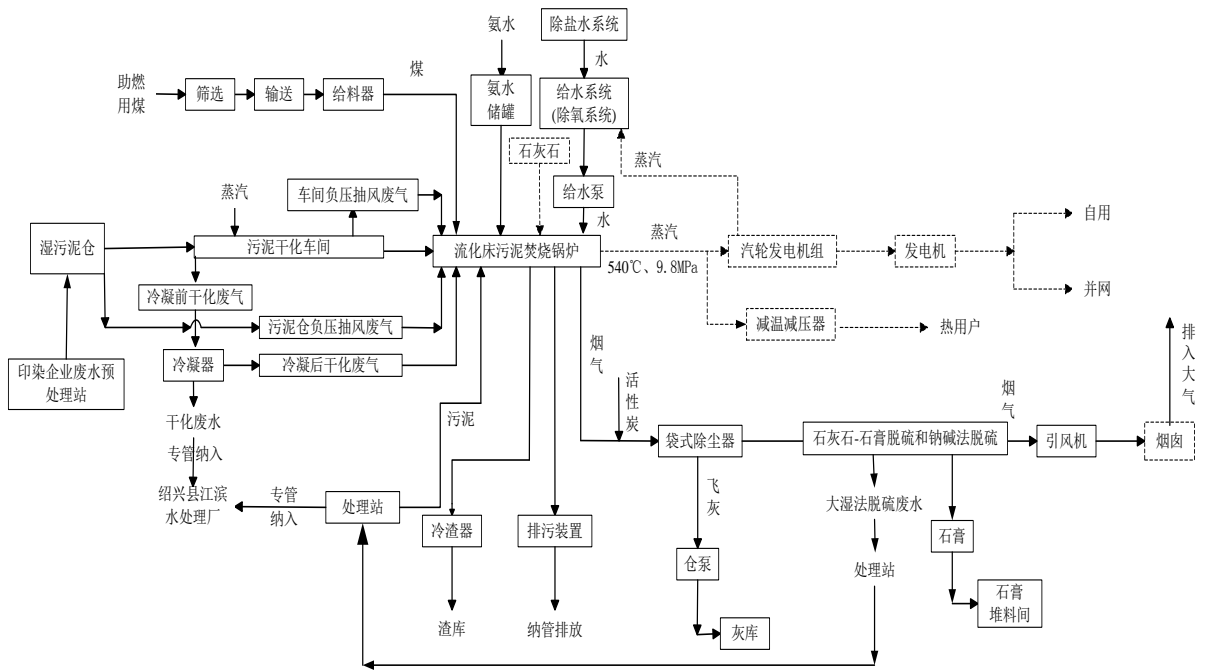 氨水
除盐水系统
水
煤
助燃
用煤
筛选
输送
给料器
氨水
储罐
给水系统
(除氧系统)
石灰石
蒸汽
蒸汽
车间负压抽风废气
给水泵
水
自用
湿污泥仓
污泥干化车间
流化床污泥焚烧锅炉
蒸汽
540℃、9.8MPa
汽轮发电机组
发电机
并网
冷凝前干化废气
污泥仓负压抽风废气
减温减压器
热用户
印染企业废水预
处理站
冷凝器
冷凝后干化废气
烟
气
活
性
炭
排
入
大
气
干化废水
污泥
袋式除尘器
石灰石-石膏脱硫和钠碱法脱硫
烟
气
引风机
烟囱
专管纳入
绍兴县江滨
水处理厂
专管
纳入
处理站
飞
灰
大湿法脱硫废水
冷渣器
排污装置
石膏
仓泵
处理站
石膏
堆料间
渣库
纳管排放
灰库